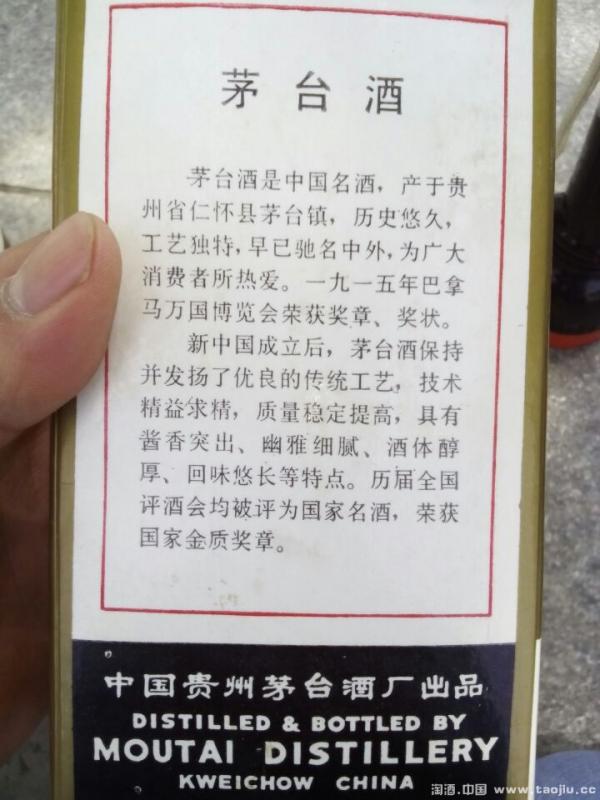 茅台酒
茅台酒是中国名酒，产于贵
州省仁怀县茅台镇，历史悠久，
工艺独特，早已驰名中外，为广大
消费者所热爱。一九一五年巴拿
马万国博览会荣获奖章、奖状。
新中国成立后，茅台酒保持
并发扬了优良的传统工艺，技术
精益求精，质量稳定提高，具有
酱香突出、幽雅细腻、酒体醇
厚、回味悠长等特点。历届全国
评酒会均被评为国家名酒，荣获
国家金质奖章。
中国贵州茅台酒厂出品
DISTILLED & BOTTLED BY
MOUTAI DISTILLERY
KWEICHOW CHINA
淘酒.中国 www.taojiu.cc